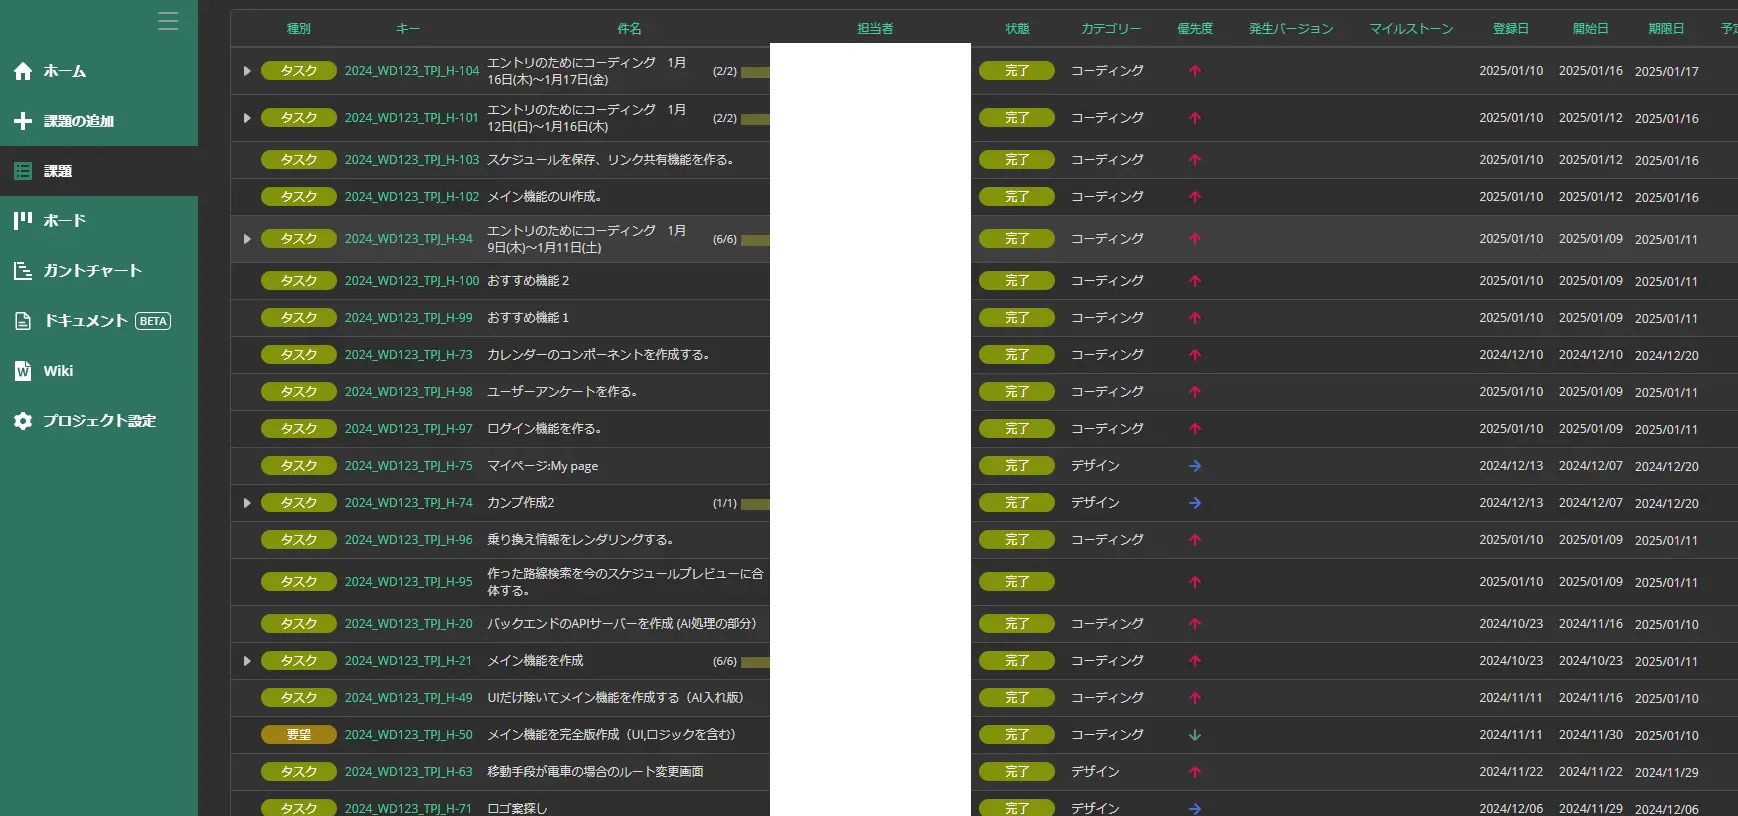 ホーム
課題の追加
課題
ボード
ガントチャート
ドキュメント BETA
Wiki
プロジェクト設定
種別 キー 件名 担当者 状態 カテゴリー 優先度 発生バージョン マイルストーン 登録日 開始日 期限日 予定
タスク 2024_WD123_TPJ_H-104 エントリのためにコーディング　1月16日(木)～1月17日(金) (2/2) 完了 コーディング 2025/01/10 2025/01/16 2025/01/17
タスク 2024_WD123_TPJ_H-101 エントリのためにコーディング　1月12日(日)～1月16日(木) (2/2) 完了 コーディング 2025/01/10 2025/01/12 2025/01/16
タスク 2024_WD123_TPJ_H-103 スケジュールを保存、リンク共有機能を作る。 完了 コーディング 2025/01/10 2025/01/12 2025/01/16
タスク 2024_WD123_TPJ_H-102 メイン機能のUI作成。 完了 コーディング 2025/01/10 2025/01/12 2025/01/16
タスク 2024_WD123_TPJ_H-94 エントリのためにコーディング　1月9日(木)～1月11日(土) (6/6) 完了 コーディング 2025/01/10 2025/01/09 2025/01/11
タスク 2024_WD123_TPJ_H-100 おすすめ機能２ 完了 コーディング 2025/01/10 2025/01/09 2025/01/11
タスク 2024_WD123_TPJ_H-99 おすすめ機能１ 完了 コーディング 2025/01/10 2025/01/09 2025/01/11
タスク 2024_WD123_TPJ_H-73 カレンダーのコンポーネントを作成する。 完了 コーディング 2024/12/10 2024/12/10 2024/12/20
タスク 2024_WD123_TPJ_H-98 ユーザーアンケートを作る。 完了 コーディング 2025/01/10 2025/01/09 2025/01/11
タスク 2024_WD123_TPJ_H-97 ログイン機能を作る。 完了 コーディング 2025/01/10 2025/01/09 2025/01/11
タスク 2024_WD123_TPJ_H-75 マイページ:My page 完了 デザイン 2024/12/13 2024/12/07 2024/12/20
タスク 2024_WD123_TPJ_H-74 カンプ作成2 (1/1) 完了 デザイン 2024/12/13 2024/12/07 2024/12/20
タスク 2024_WD123_TPJ_H-96 乗り換え情報をレンダリングする。 完了 コーディング 2025/01/10 2025/01/09 2025/01/11
タスク 2024_WD123_TPJ_H-95 作った路線検索を今のスケジュールプレビューに合体する。 完了 2025/01/10 2025/01/09 2025/01/11
タスク 2024_WD123_TPJ_H-20 バックエンドのAPIサーバーを作成 (AI処理の部分） 完了 コーディング 2024/10/23 2024/11/16 2025/01/10
タスク 2024_WD123_TPJ_H-21 メイン機能を作成 (6/6) 完了 コーディング 2024/10/23 2024/10/23 2025/01/11
タスク 2024_WD123_TPJ_H-49 UIだけ除いてメイン機能を作成する（AI入れ版） 完了 コーディング 2024/11/11 2024/11/16 2025/01/10
要望 2024_WD123_TPJ_H-50 メイン機能を完全版作成（UI,ロジックを含む） 完了 コーディング 2024/11/11 2024/11/30 2025/01/10
タスク 2024_WD123_TPJ_H-63 移動手段が電車の場合のルート変更画面 完了 デザイン 2024/11/22 2024/11/22 2024/11/29
タスク 2024_WD123_TPJ_H-71 ロゴ案探し 完了 デザイン 2024/12/06 2024/11/29 2024/12/06